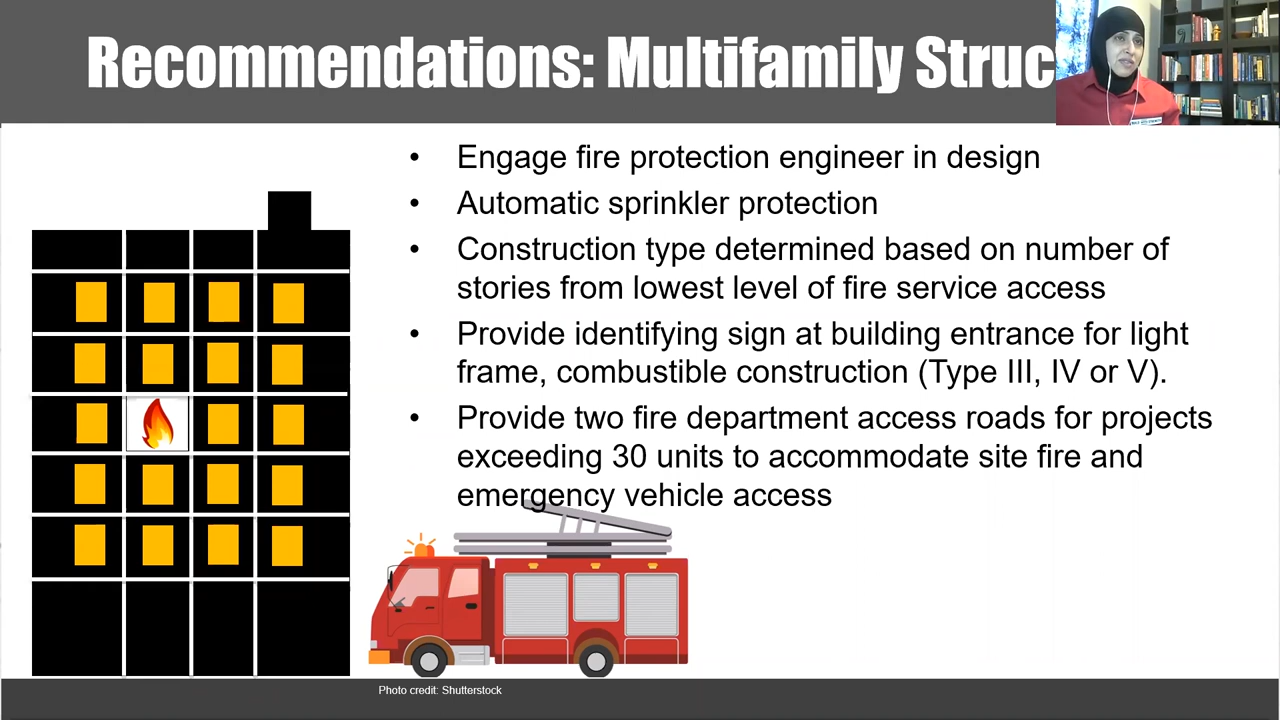 Recommendations: Multifamily Struc
• Engage fire protection engineer in design
• Automatic sprinkler protection
• Construction type determined based on number of
stories from lowest level of fire service access
• Provide identifying sign at building entrance for light
frame, combustible construction (Type III, IV or V).
• Provide two fire department access roads for projects
exceeding 30 units to accommodate site fire and
emergency vehicle access
Photo credit: Shutterstock